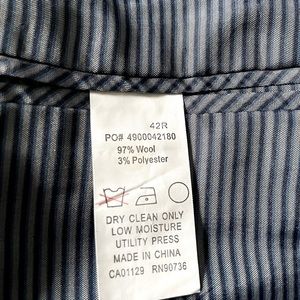 42R
PO# 4900042180
97% Wool
3% Polyester
DRY CLEAN ONLY
LOW MOISTURE
UTILITY PRESS
MADE IN CHINA
CA01129 RN90736